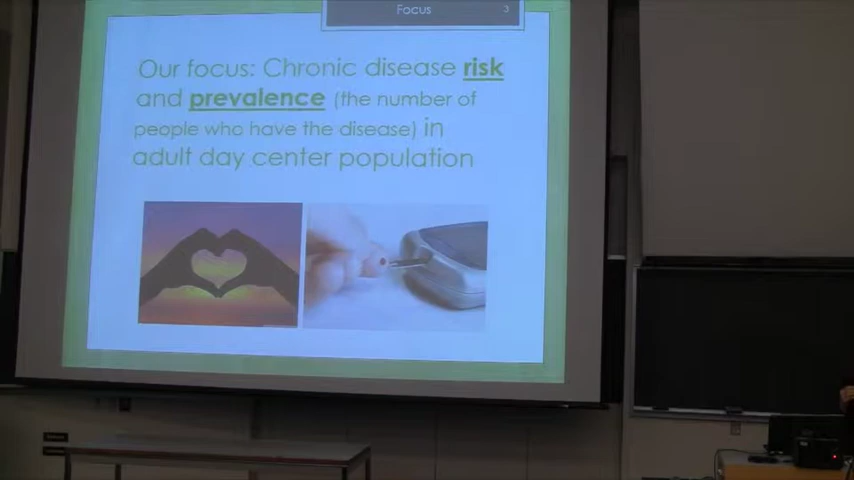 Focus
3
Our focus: Chronic disease risk
and prevalence (the number of
people who have the disease) in
adult day center population